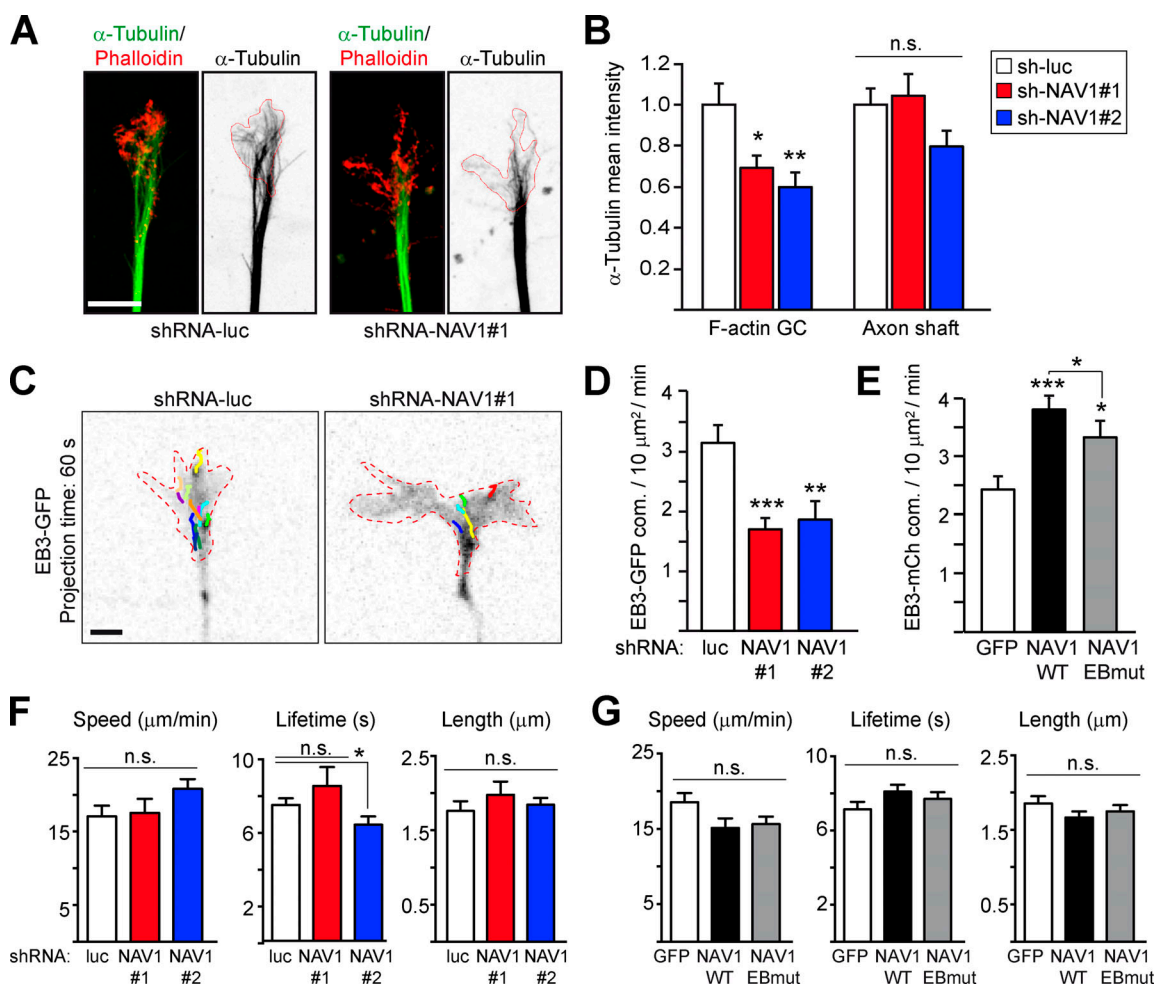 A
α-Tubulin/
Phalloidin
α-Tubulin
α-Tubulin/
Phalloidin
α-Tubulin
shRNA-luc
shRNA-NAV1#1
B
α-Tubulin mean intensity
1.2
1.0
0.8
0.6
0.4
0.2
*
**
n.s.
F-actin GC
Axon shaft
sh-luc
sh-NAV1#1
sh-NAV1#2
C
shRNA-luc
shRNA-NAV1#1
EB3-GFP
Projection time: 60 s
D
EB3-GFP com. / 10 μm² / min
4
3
2
1
***
**
shRNA:
luc
NAV1
#1
NAV1
#2
E
EB3-mCh com. / 10 μm² / min
4
3
2
1
***
*
*
GFP
NAV1
WT
NAV1
EBmut
F
Speed (μm/min)
25
15
5
n.s.
shRNA:
luc
NAV1
#1
NAV1
#2
Lifetime (s)
10
6
2
n.s.
*
luc
NAV1
#1
NAV1
#2
Length (μm)
2.5
1.5
0.5
n.s.
luc
NAV1
#1
NAV1
#2
G
Speed (μm/min)
25
15
5
n.s.
GFP
NAV1
WT
NAV1
EBmut
Lifetime (s)
10
6
2
n.s.
GFP
NAV1
WT
NAV1
EBmut
Length (μm)
2.5
1.5
0.5
n.s.
GFP
NAV1
WT
NAV1
EBmut